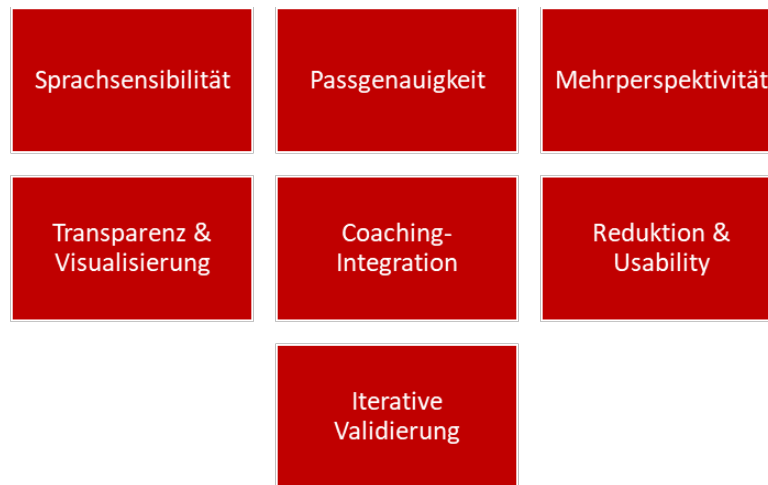 Sprachsensibilität
Passgenauigkeit
Mehrperspektivität
Transparenz &
Visualisierung
Coaching-
Integration
Reduktion &
Usability
Iterative
Validierung